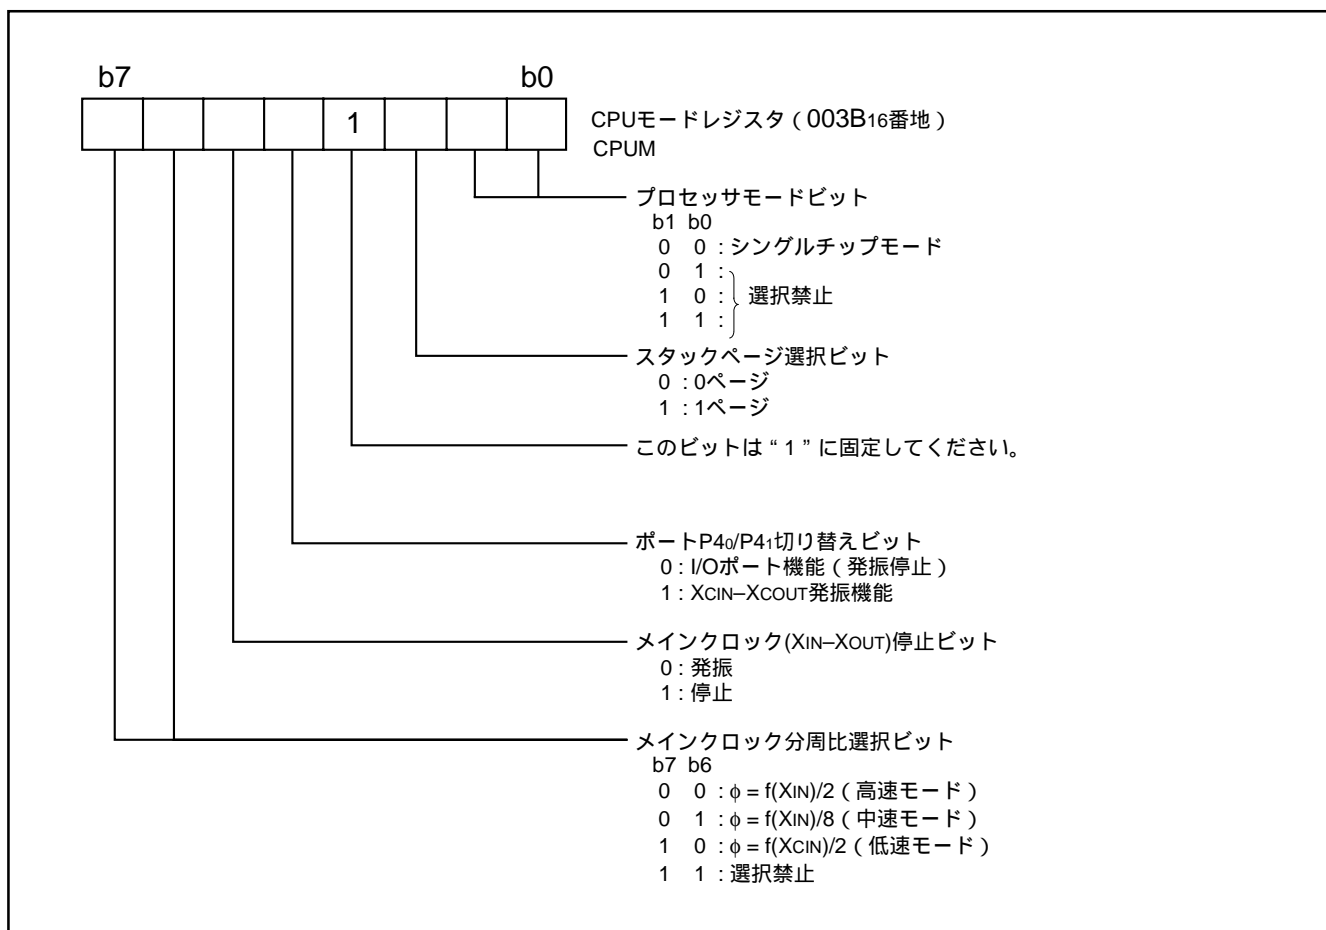 b7 b0
1
CPUモードレジスタ（003B16番地）
CPUM
プロセッサモードビット
b1 b0
0 0 : シングルチップモード
0 1 :
1 0 : 選択禁止
1 1 :
スタックページ選択ビット
0 : 0ページ
1 : 1ページ
このビットは“1”に固定してください。
ポートP40/P41切り替えビット
0 : I/Oポート機能（発振停止）
1 : XCIN–XCOUT発振機能
メインクロック(XIN–XOUT)停止ビット
0 : 発振
1 : 停止
メインクロック分周比選択ビット
b7 b6
0 0 : φ = f(XIN)/2（高速モード）
0 1 : φ = f(XIN)/8（中速モード）
1 0 : φ = f(XCIN)/2（低速モード）
1 1 : 選択禁止